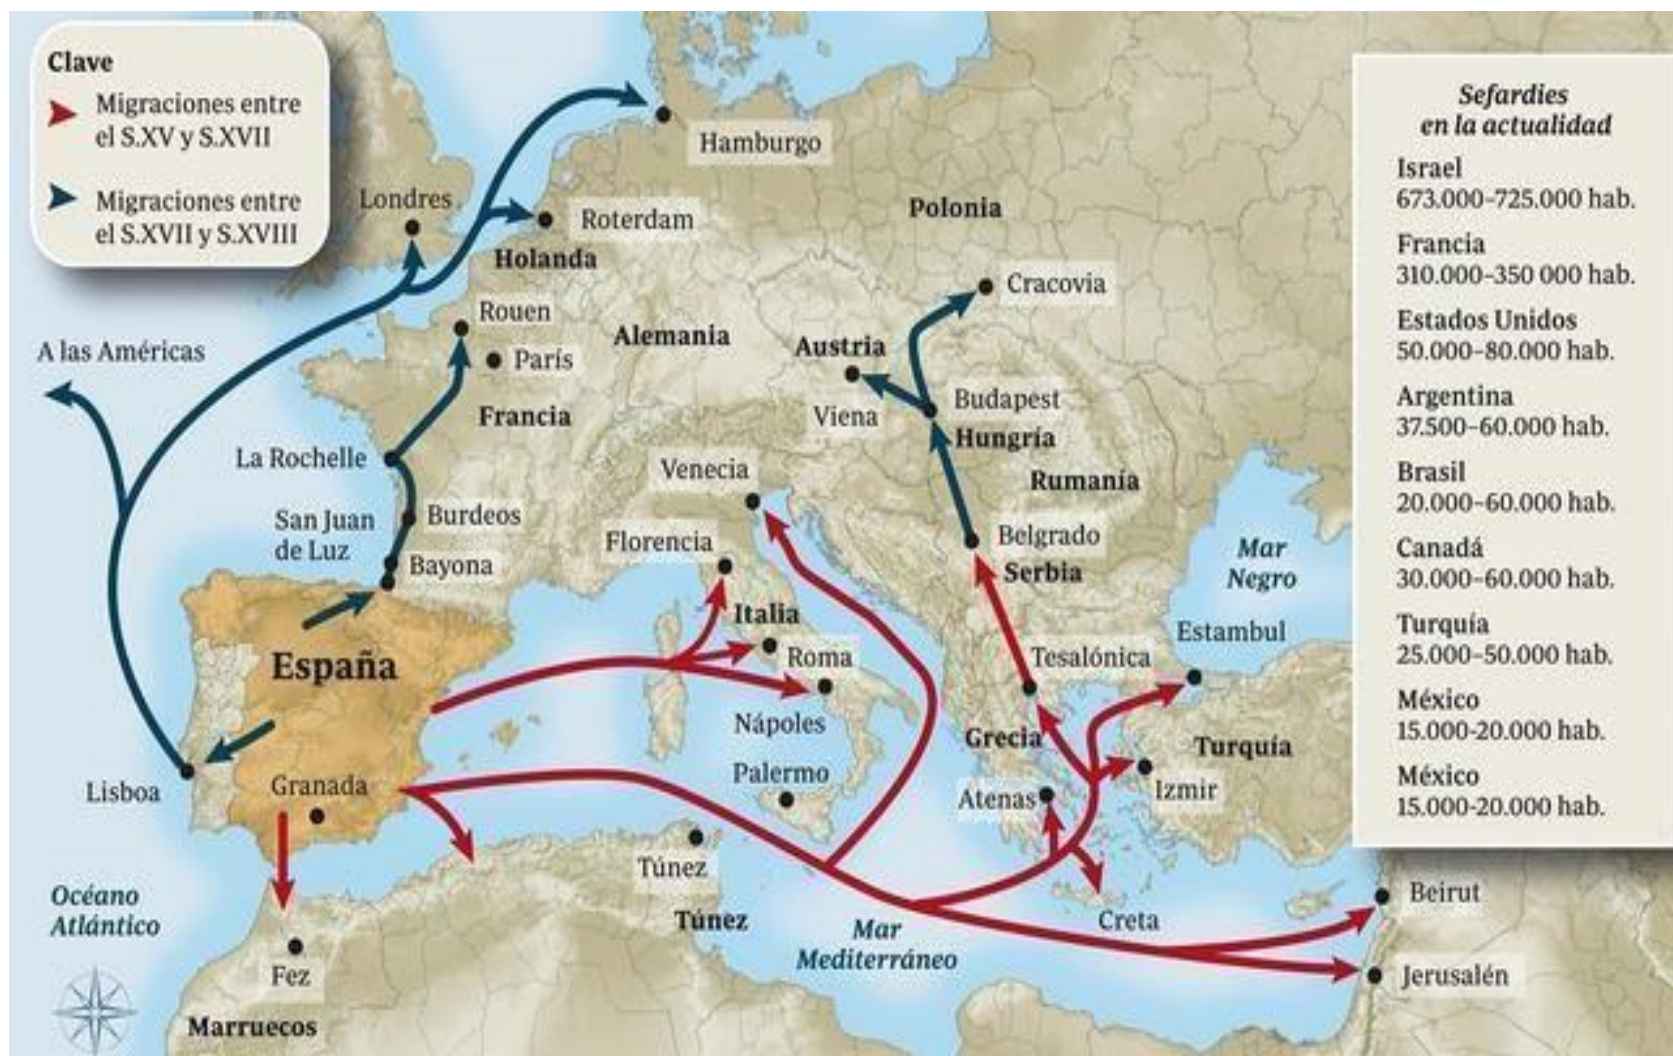 Clave
Migraciones entre
el S.XV y S.XVII
Migraciones entre
el S.XVII y S.XVIII
Sefardies
en la actualidad
Israel
673.000–725.000 hab.
Francia
310.000–350 000 hab.
Estados Unidos
50.000–80.000 hab.
Argentina
37.500–60.000 hab.
Brasil
20.000–60.000 hab.
Canadá
30.000–60.000 hab.
Turquía
25.000–50.000 hab.
México
15.000-20.000 hab.
México
15.000-20.000 hab.
Hamburgo
Londres
Roterdam
Holanda
Polonia
Cracovia
Rouen
París
Francia
Alemania
Austria
Viena
Budapest
Hungría
Rumanía
A las Américas
La Rochelle
Burdeos
San Juan
de Luz
Bayona
Venecia
Florencia
Italia
Roma
Nápoles
Palermo
Belgrado
Serbia
Mar
Negro
Estambul
Tesalónica
Grecia
Turquía
Izmir
Atenas
España
Lisboa
Granada
Túnez
Túnez
Océano
Atlántico
Fez
Marruecos
Mar
Mediterráneo
Creta
Beirut
Jerusalén